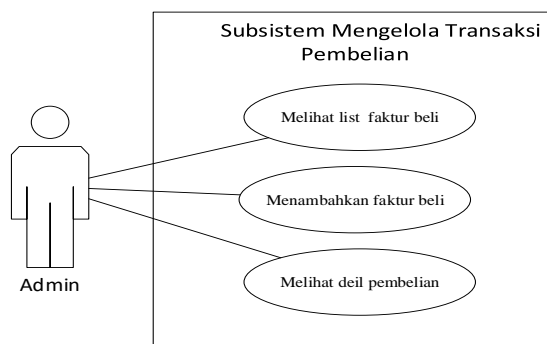 Subsistem Mengelola Transaksi
Pembelian
Melihat list faktur beli
Menambahkan faktur beli
Melihat deil pembelian
Admin